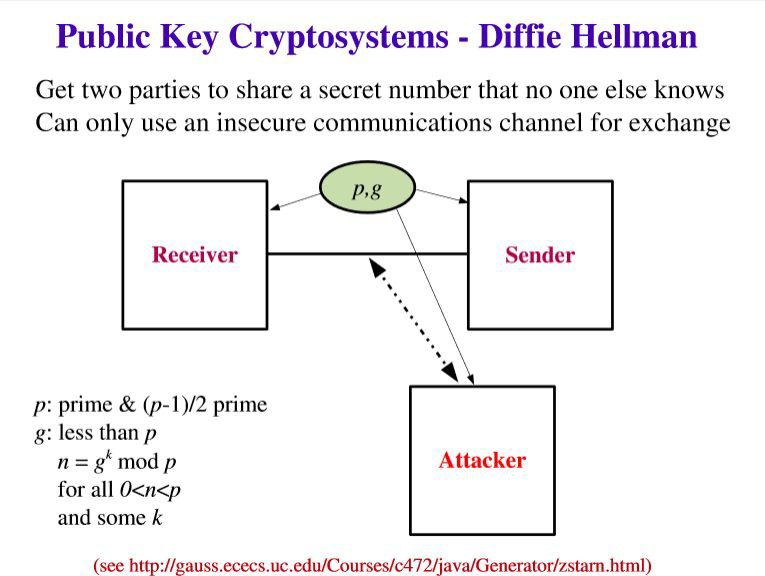 Public Key Cryptosystems - Diffie Hellman
Get two parties to share a secret number that no one else knows
Can only use an insecure communications channel for exchange
p,g
Receiver
Sender
Attacker
p: prime & (p-1)/2 prime
g: less than p
n = g^k mod p
for all 0<n<p
and some k
(see http://gauss.ececs.uc.edu/Courses/c472/java/Generator/zstarn.html)